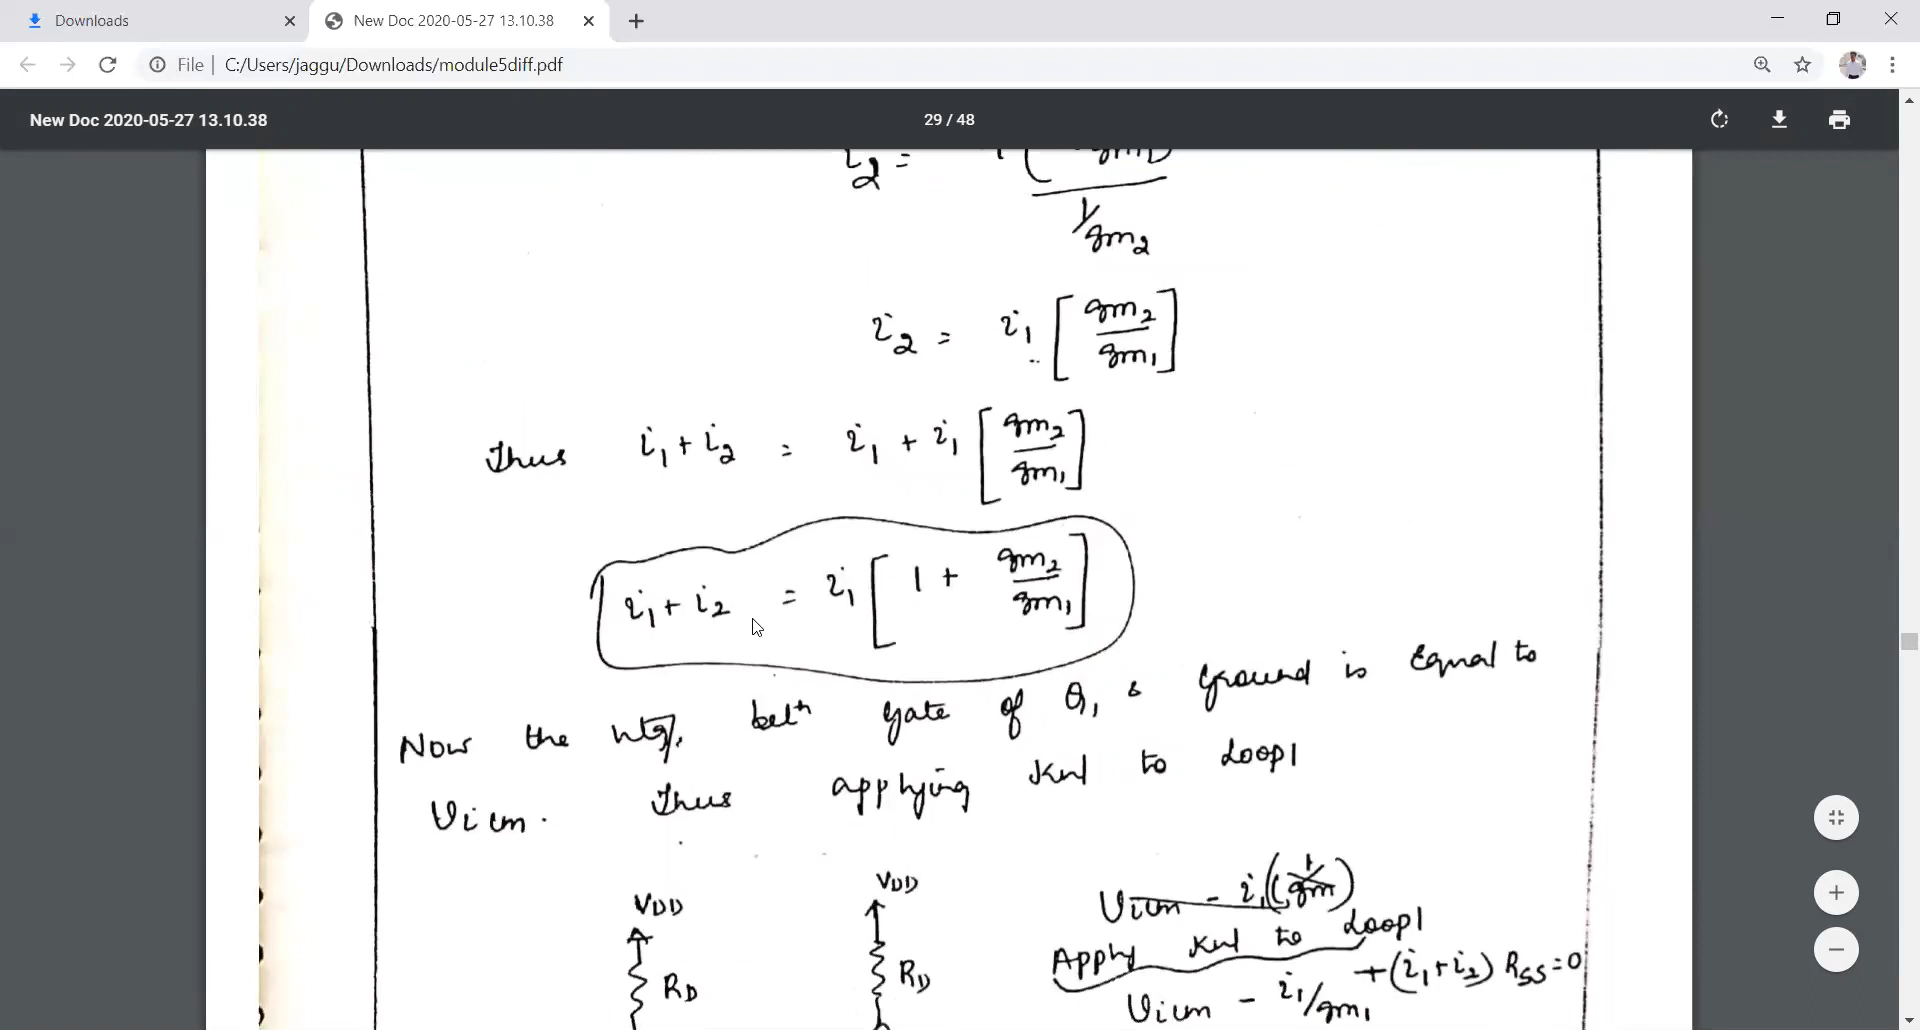 Downloads
New Doc 2020-05-27 13.10.38
File | C:/Users/jaggu/Downloads/module5diff.pdf
New Doc 2020-05-27 13.10.38
29 / 48
i2 =
1/gm2
i2 = i1 [gm2/gm1]
Thus i1 + i2 = i1 + i1 [gm2/gm1]
i1 + i2 = i1 [1 + gm2/gm1]
Now the vtg, betn gate of Q1 & ground is Equal to
Vicm. Thus applying Kvl to Loop1
VDD
VDD
Vicm - i1(1/gm)
Apply Kvl to Loop1
RD
RD
Vicm - i1/gm1 + (i1+i2) RSS=0